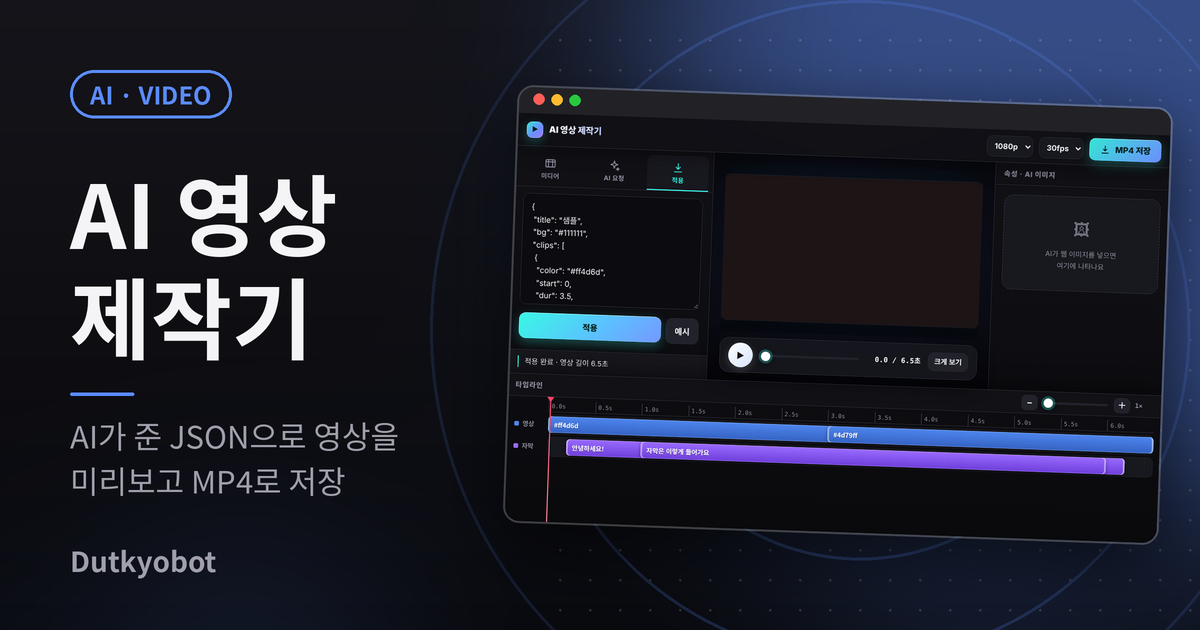 AI · VIDEO
AI 영상
제작기
AI가 준 JSON으로 영상을
미리보고 MP4로 저장
Dutkyobot
AI 영상 제작기
1080p
30fps
MP4 저장
미디어
AI 요청
적용
{
"title": "샘플",
"bg": "#111111",
"clips": [
{
"color": "#ff4d6d",
"start": 0,
"dur": 3.5,
적용
예시
적용 완료 · 영상 길이 6.5초
0.0 / 6.5초
크게 보기
속성 · AI 이미지
AI가 웹 이미지를 넣으면
여기에 나타나요
타임라인
− + 1×
0.0s 0.5s 1.0s 1.5s 2.0s 2.5s 3.0s 3.5s 4.0s 4.5s 5.0s 5.5s 6.0s
영상
#ff4d6d
#4d79ff
자막
안녕하세요!
자막은 이렇게 들어가요